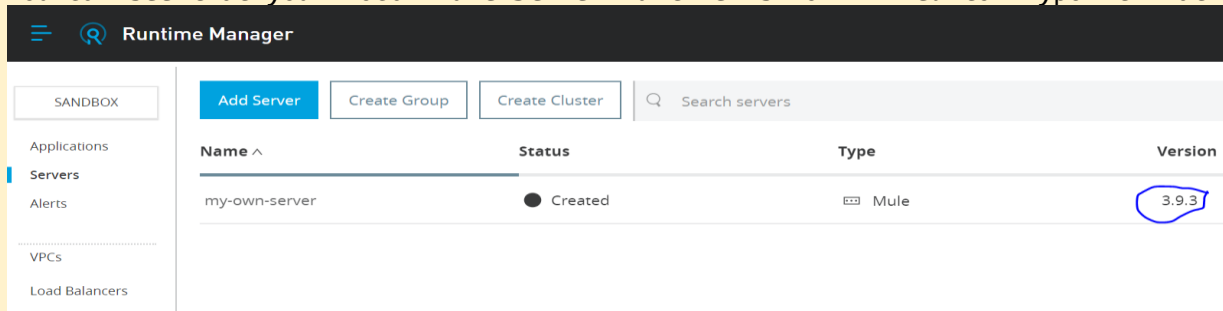 Runtime Manager
SANDBOX
Add Server
Create Group
Create Cluster
Search servers
Applications
Name
Status
Type
Version
Servers
Alerts
my-own-server
Created
Mule
3.9.3
VPCs
Load Balancers